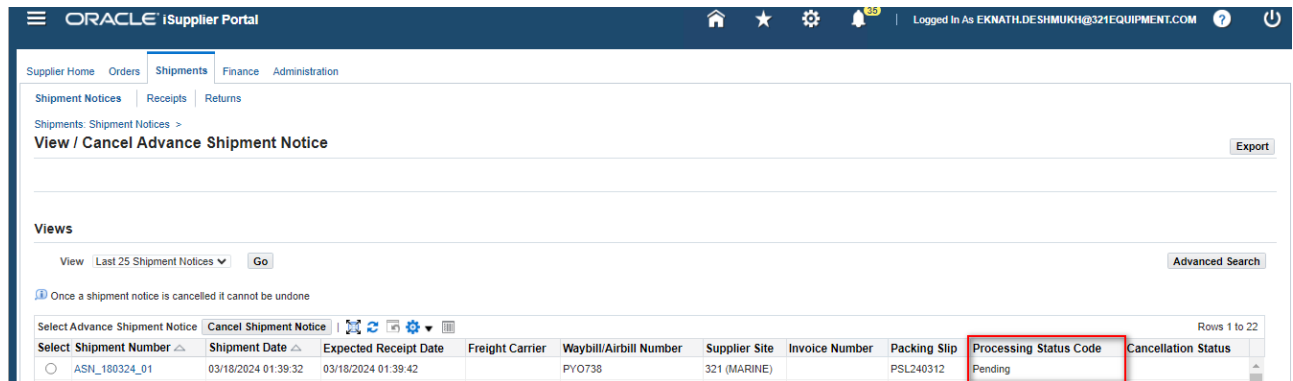 ORACLE iSupplier Portal 35 Logged In As EKNATH.DESHMUKH@321EQUIPMENT.COM ?
Supplier Home Orders Shipments Finance Administration
Shipment Notices Receipts Returns
Shipments: Shipment Notices >
View / Cancel Advance Shipment Notice Export
Views
View Last 25 Shipment Notices Go Advanced Search
Once a shipment notice is cancelled it cannot be undone
Select Advance Shipment Notice Cancel Shipment Notice Rows 1 to 22
Select Shipment Number Shipment Date Expected Receipt Date Freight Carrier Waybill/Airbill Number Supplier Site Invoice Number Packing Slip Processing Status Code Cancellation Status
ASN_180324_01 03/18/2024 01:39:32 03/18/2024 01:39:42 PYO738 321 (MARINE) PSL240312 Pending